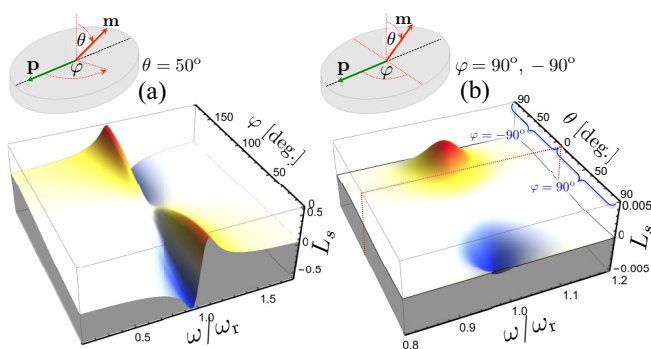 m
θ
p
φ
θ = 50°
(a)
m
θ
p
φ
φ = 90°, − 90°
(b)
150
100
50
0
φ [deg.]
0.5
0
−0.5
L_s
0.5
1.0
1.5
ω/ω_r
90
50
0
50
90
θ [deg.]
φ = −90°
φ = 90°
0.005
0
−0.005
L_s
0.8
0.9
1.0
1.1
1.2
ω/ω_r